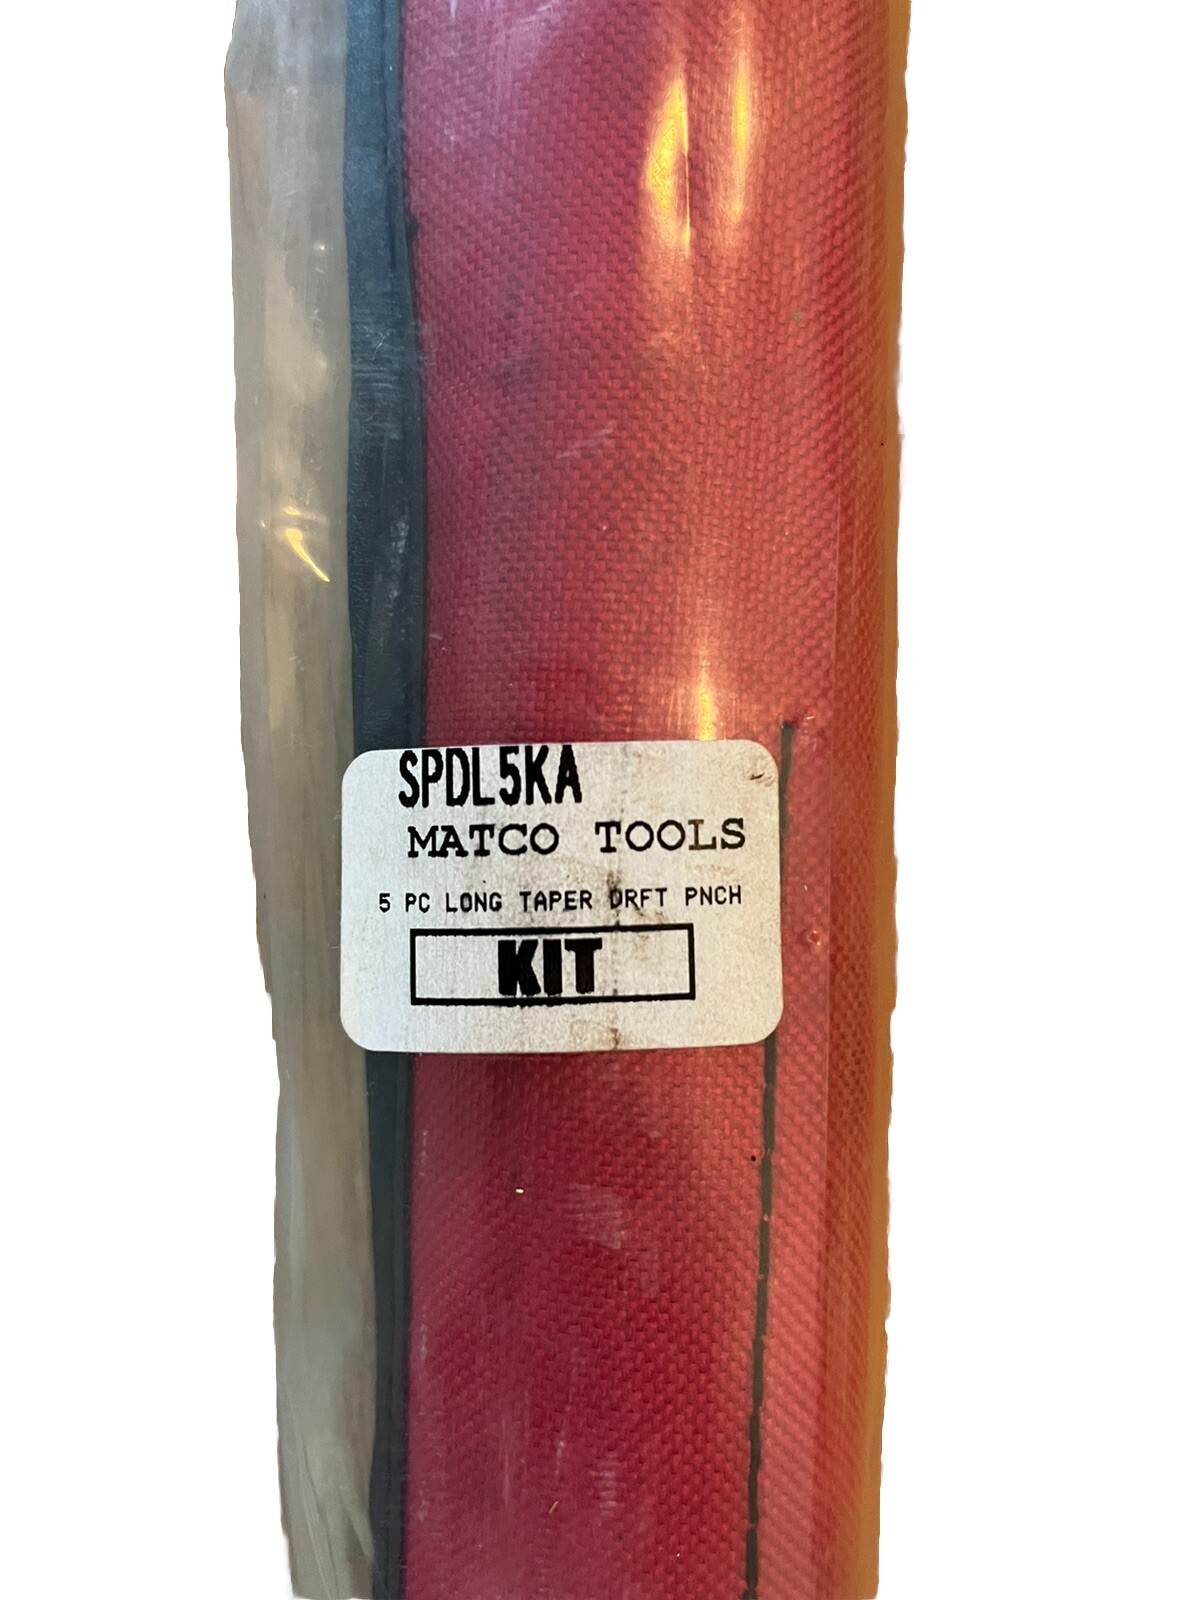 SPDL5KA
MATCO TOOLS
5 PC LONG TAPER DRFT PNCH
KIT